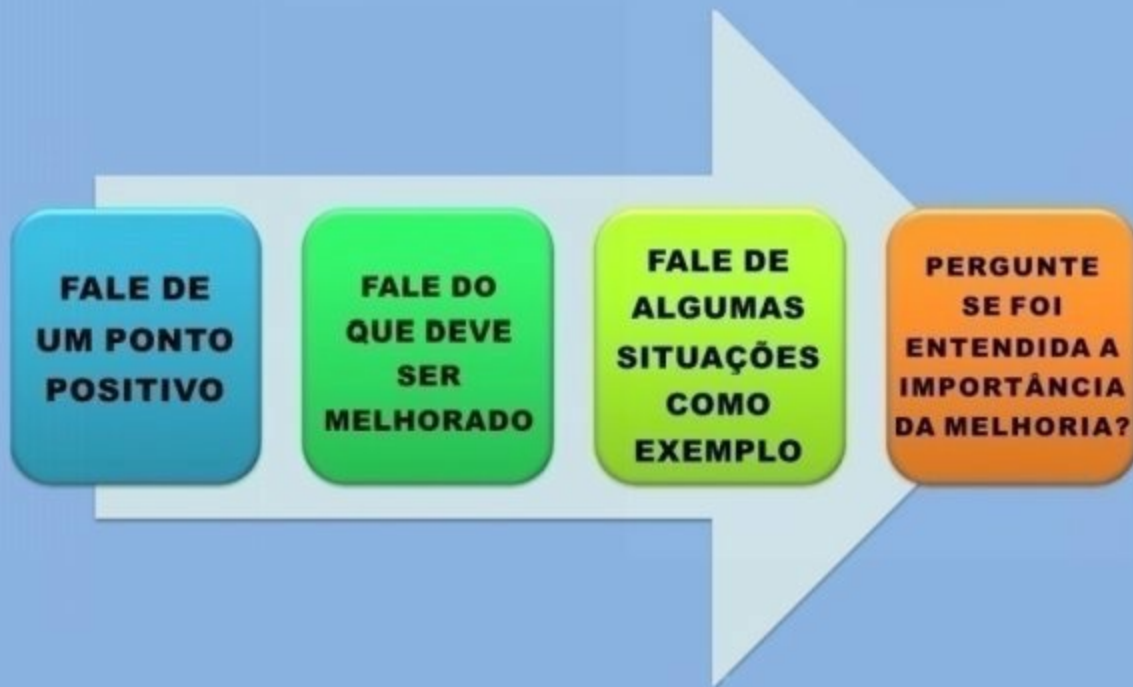 FALE DE
UM PONTO
POSITIVO
FALE DO
QUE DEVE
SER
MELHORADO
FALE DE
ALGUMAS
SITUAÇÕES
COMO
EXEMPLO
PERGUNTE
SE FOI
ENTENDIDA A
IMPORTÂNCIA
DA MELHORIA?